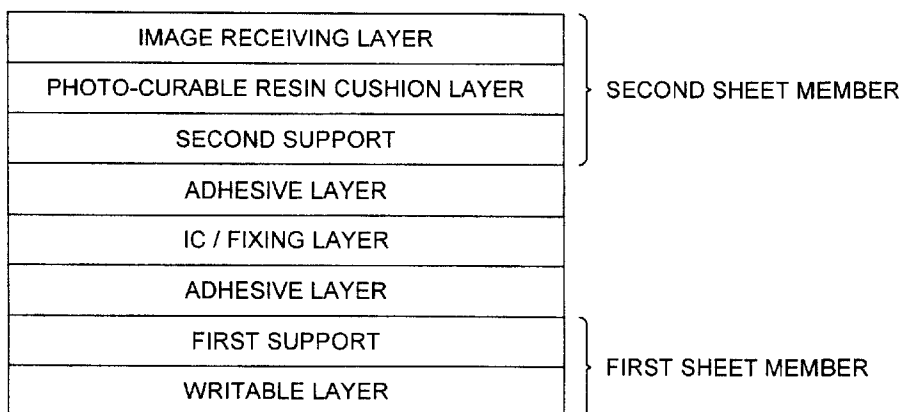 IMAGE RECEIVING LAYER
PHOTO-CURABLE RESIN CUSHION LAYER
SECOND SHEET MEMBER
SECOND SUPPORT
ADHESIVE LAYER
IC / FIXING LAYER
ADHESIVE LAYER
FIRST SUPPORT
FIRST SHEET MEMBER
WRITABLE LAYER